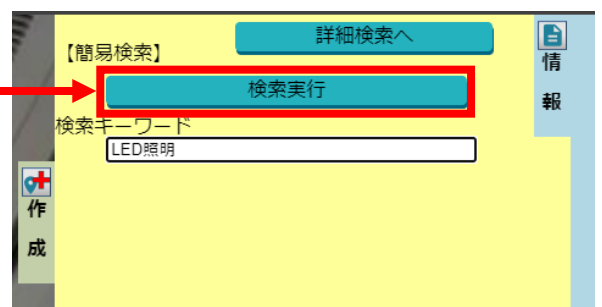 詳細検索へ
【簡易検索】
検索実行
検索キーワード
LED照明
情
報
作
成